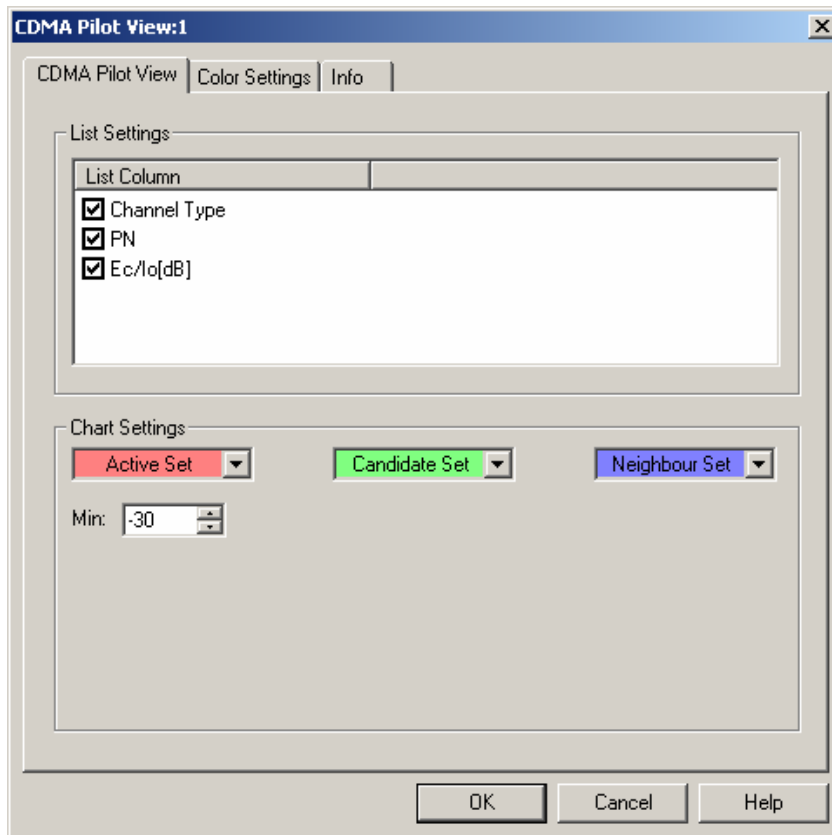 CDMA Pilot View:1
CDMA Pilot View Color Settings Info
List Settings
List Column
Channel Type
PN
Ec/Io[dB]
Chart Settings
Active Set Candidate Set Neighbour Set
Min: -30
OK Cancel Help